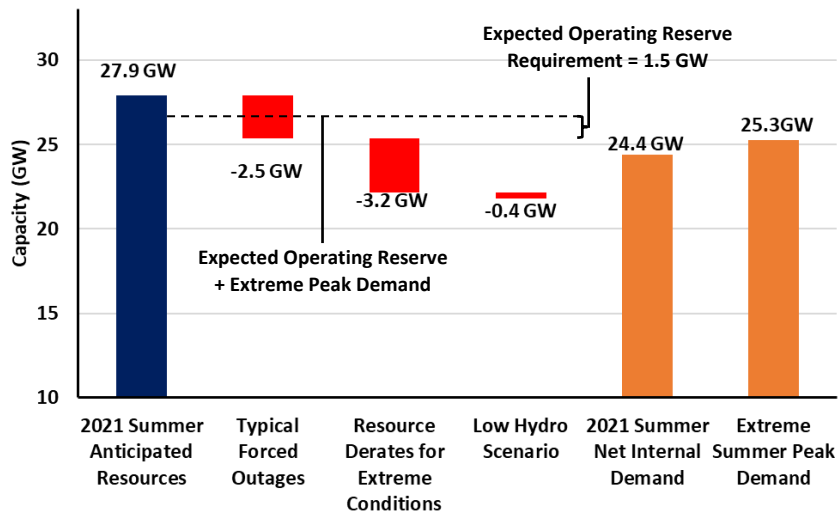 Expected Operating Reserve
Requirement = 1.5 GW
30
27.9 GW
25
-2.5 GW
24.4 GW
25.3GW
-3.2 GW
-0.4 GW
20
Expected Operating Reserve
+ Extreme Peak Demand
15
10
Capacity (GW)
2021 Summer
Anticipated
Resources
Typical
Forced
Outages
Resource
Derates for
Extreme
Conditions
Low Hydro
Scenario
2021 Summer
Net Internal
Demand
Extreme
Summer Peak
Demand